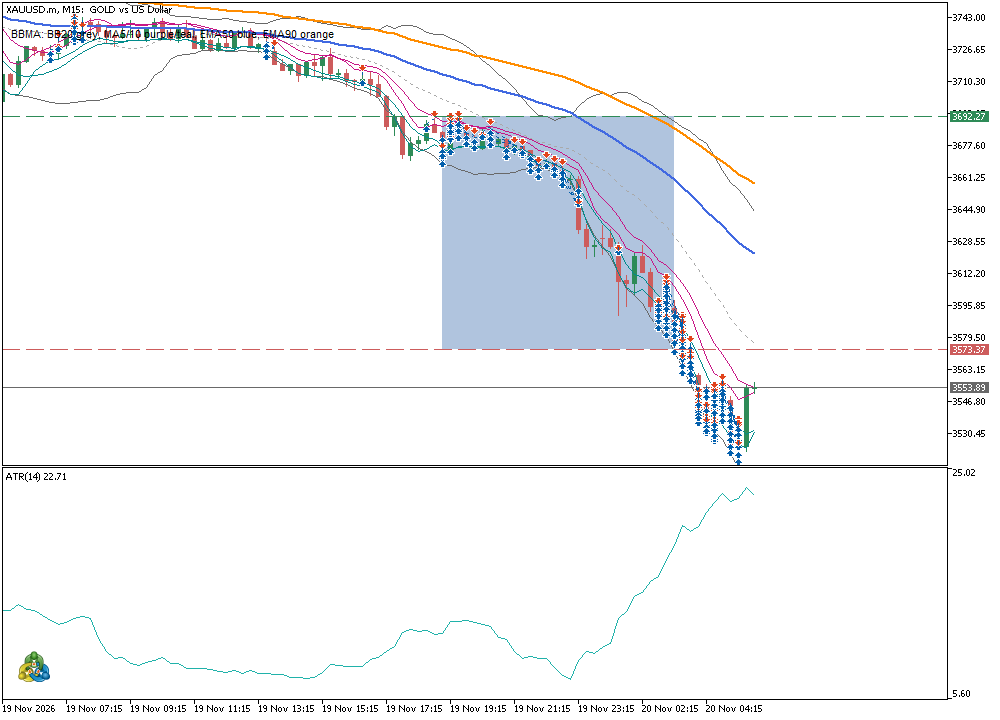 XAUUSD.m, M15: GOLD vs US Dollar
BBMA: BB20 grey, MA5/10 purple/teal, EMA50 blue, EMA90 orange
3743.00
3726.65
3710.30
3692.27
3677.60
3661.25
3644.90
3628.55
3612.20
3595.85
3579.50
3573.37
3563.15
3553.89
3546.80
3530.45
ATR(14) 22.71
25.02
5.60
19 Nov 2026
19 Nov 07:15
19 Nov 09:15
19 Nov 11:15
19 Nov 13:15
19 Nov 15:15
19 Nov 17:15
19 Nov 19:15
19 Nov 21:15
19 Nov 23:15
20 Nov 02:15
20 Nov 04:15